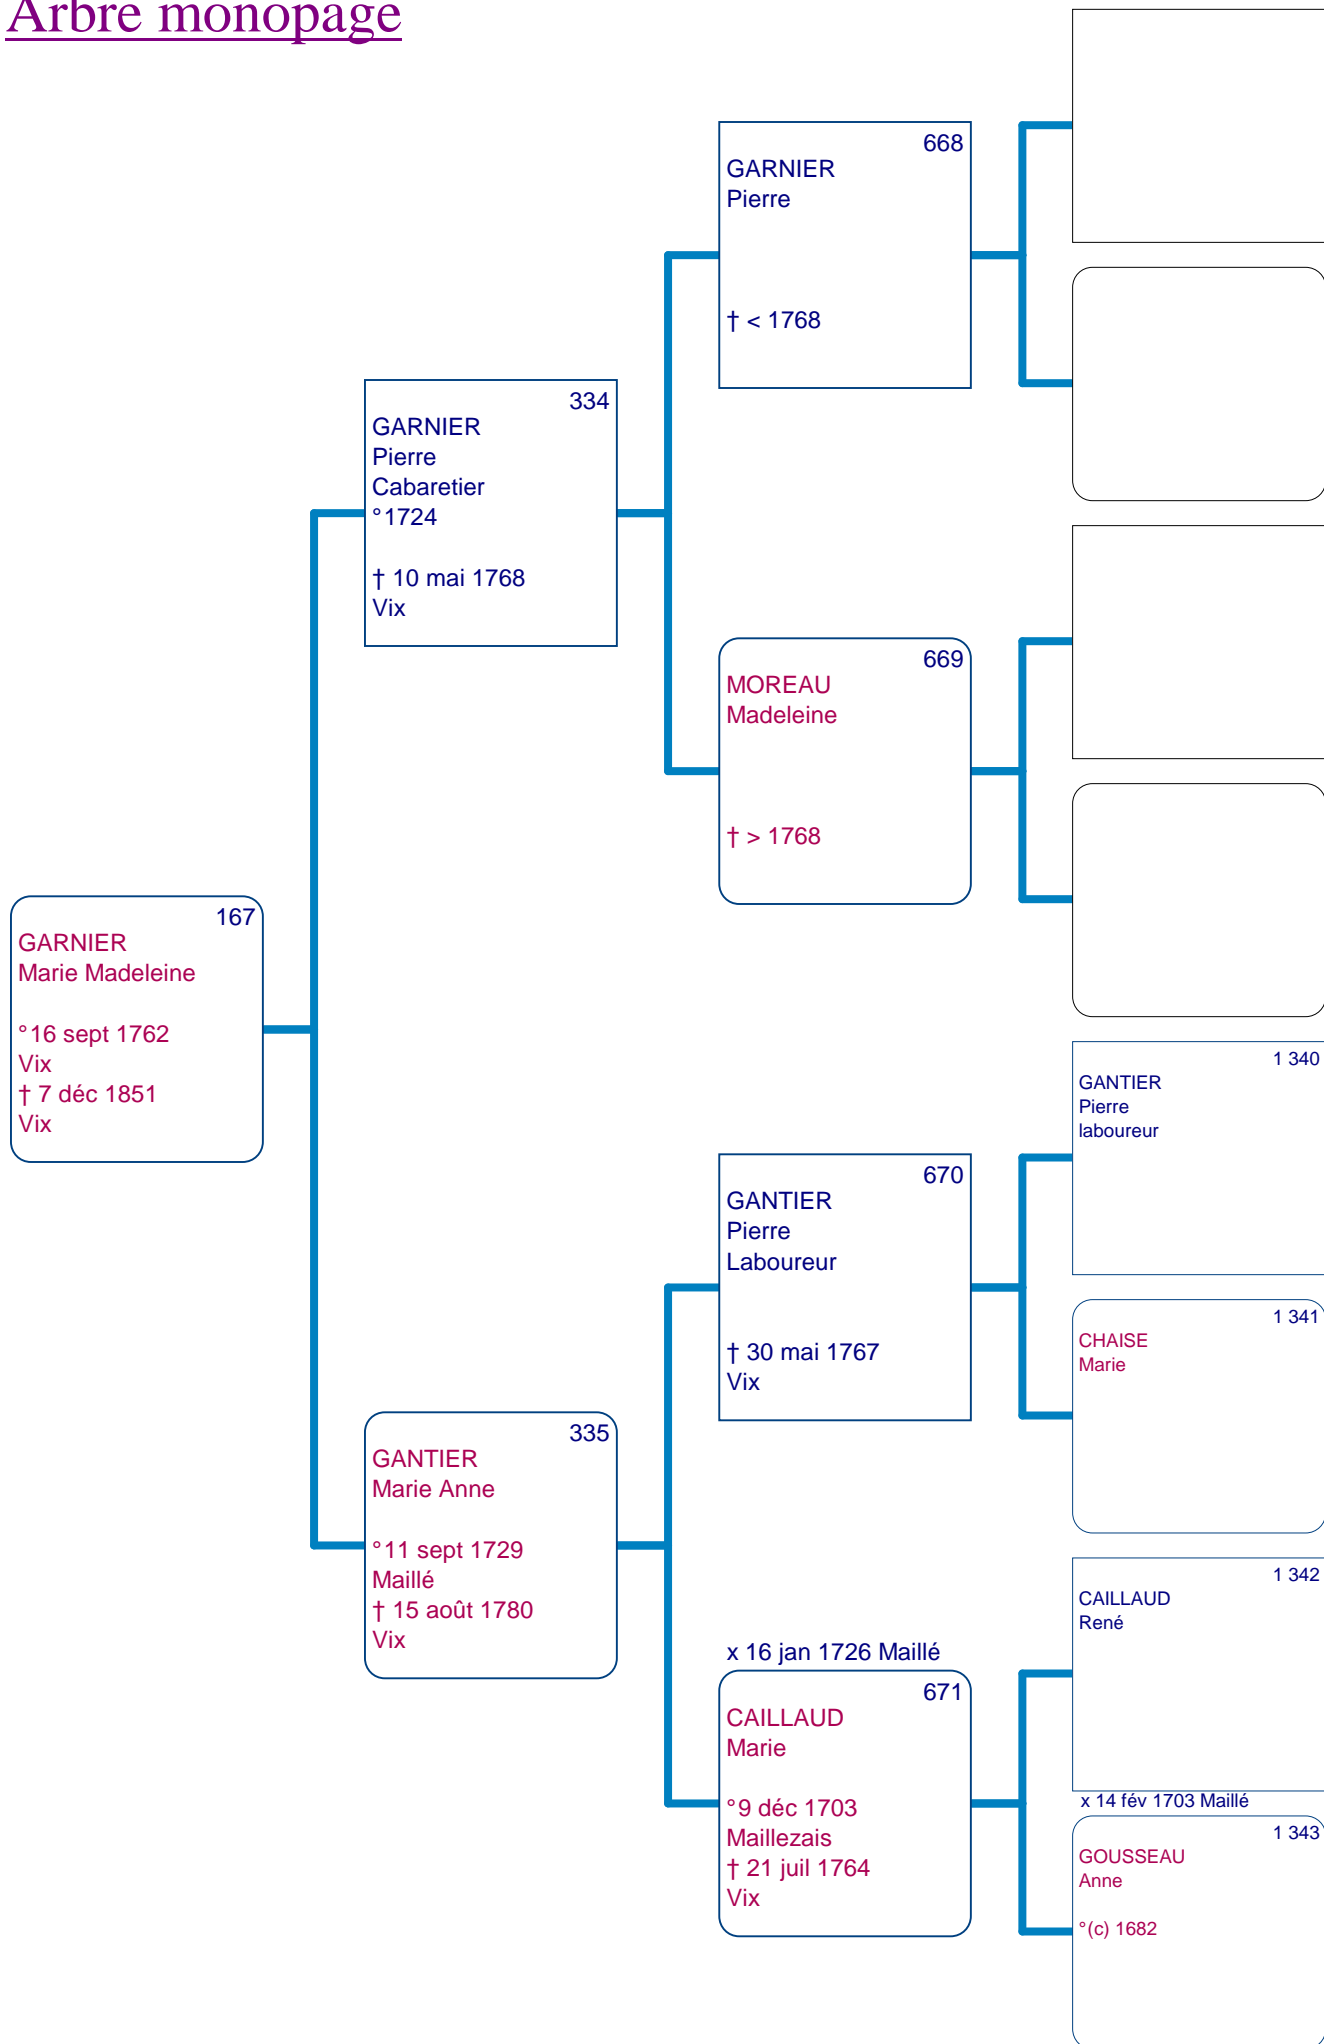 Arbre monopage
668
GARNIER
Pierre
† < 1768
334
GARNIER
Pierre
Cabaretier
°1724
† 10 mai 1768
Vix
669
MOREAU
Madeleine
† > 1768
167
GARNIER
Marie Madeleine
°16 sept 1762
Vix
† 7 déc 1851
Vix
1 340
GANTIER
Pierre
laboureur
670
GANTIER
Pierre
Laboureur
† 30 mai 1767
Vix
1 341
CHAISE
Marie
335
GANTIER
Marie Anne
°11 sept 1729
Maillé
† 15 août 1780
Vix
1 342
CAILLAUD
René
x 16 jan 1726 Maillé
671
CAILLAUD
Marie
°9 déc 1703
Maillezais
† 21 juil 1764
Vix
x 14 fév 1703 Maillé
1 343
GOUSSEAU
Anne
°(c) 1682